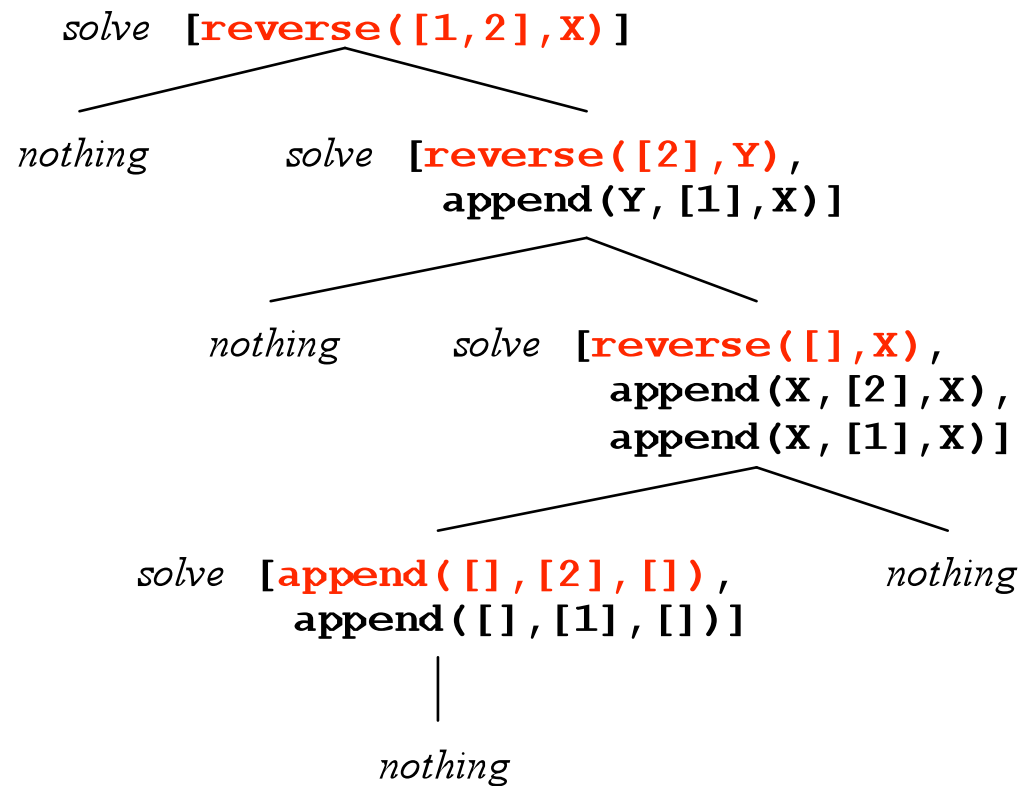 solve [reverse([1,2],X)]
nothing solve [reverse([2],Y),
append(Y,[1],X)]
nothing solve [reverse([],X),
append(X,[2],X),
append(X,[1],X)]
solve [append([],[2],[]), nothing
append([],[1],[])]
nothing